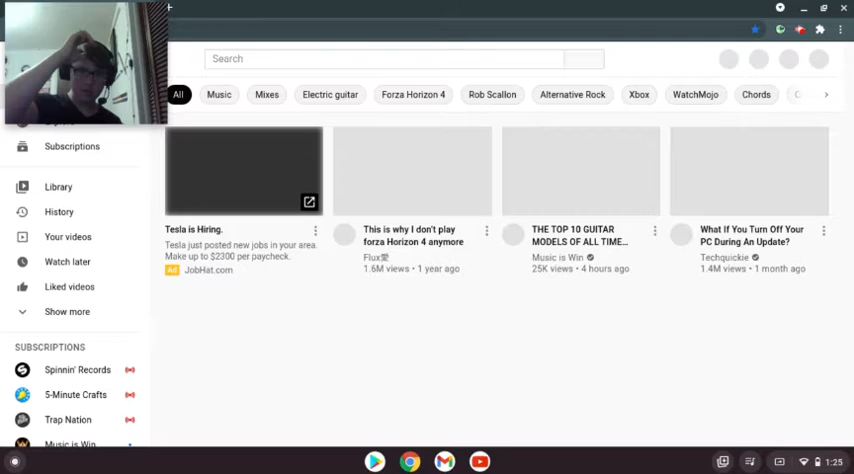 Search
All
Music
Mixes
Electric guitar
Forza Horizon 4
Rob Scallon
Alternative Rock
Xbox
WatchMojo
Chords
Subscriptions
Library
History
Your videos
Watch later
Liked videos
Show more
SUBSCRIPTIONS
Spinnin' Records
5-Minute Crafts
Trap Nation
Music is Win
Tesla is Hiring.
Tesla just posted new jobs in your area.
Make up to $2300 per paycheck.
Ad JobHat.com
This is why I don't play
forza Horizon 4 anymore
Flux愛
1.6M views • 1 year ago
THE TOP 10 GUITAR
MODELS OF ALL TIME...
Music is Win
25K views • 4 hours ago
What If You Turn Off Your
PC During An Update?
Techquickie
1.4M views • 1 month ago
1:25